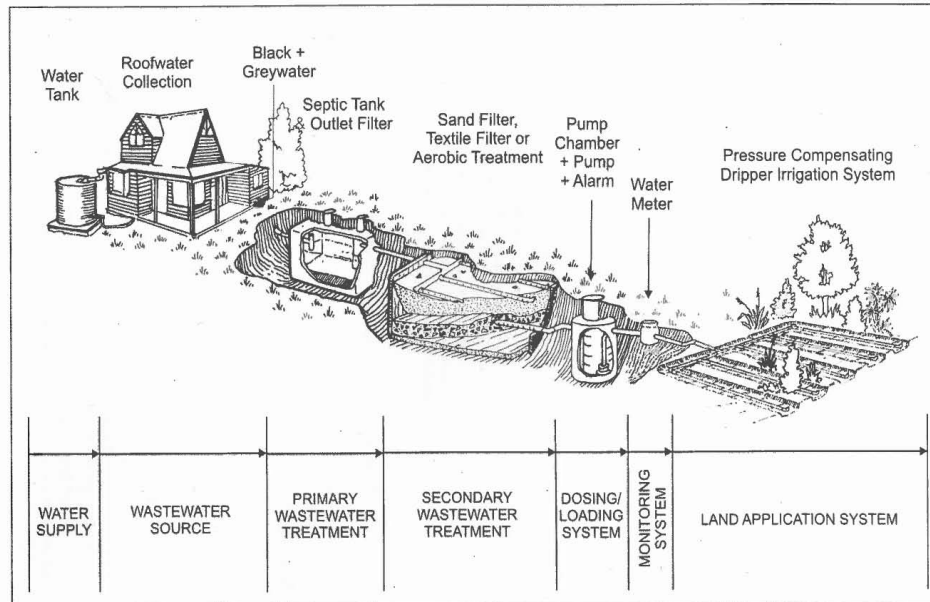 Water
Tank
Roofwater
Collection
Black +
Greywater
Septic Tank
Outlet Filter
Sand Filter,
Textile Filter or
Aerobic Treatment
Pump
Chamber
+ Pump
+ Alarm
Water
Meter
Pressure Compensating
Dripper Irrigation System
WATER
SUPPLY
WASTEWATER
SOURCE
PRIMARY
WASTEWATER
TREATMENT
SECONDARY
WASTEWATER
TREATMENT
DOSING/
LOADING
SYSTEM
MONITORING
SYSTEM
LAND APPLICATION SYSTEM